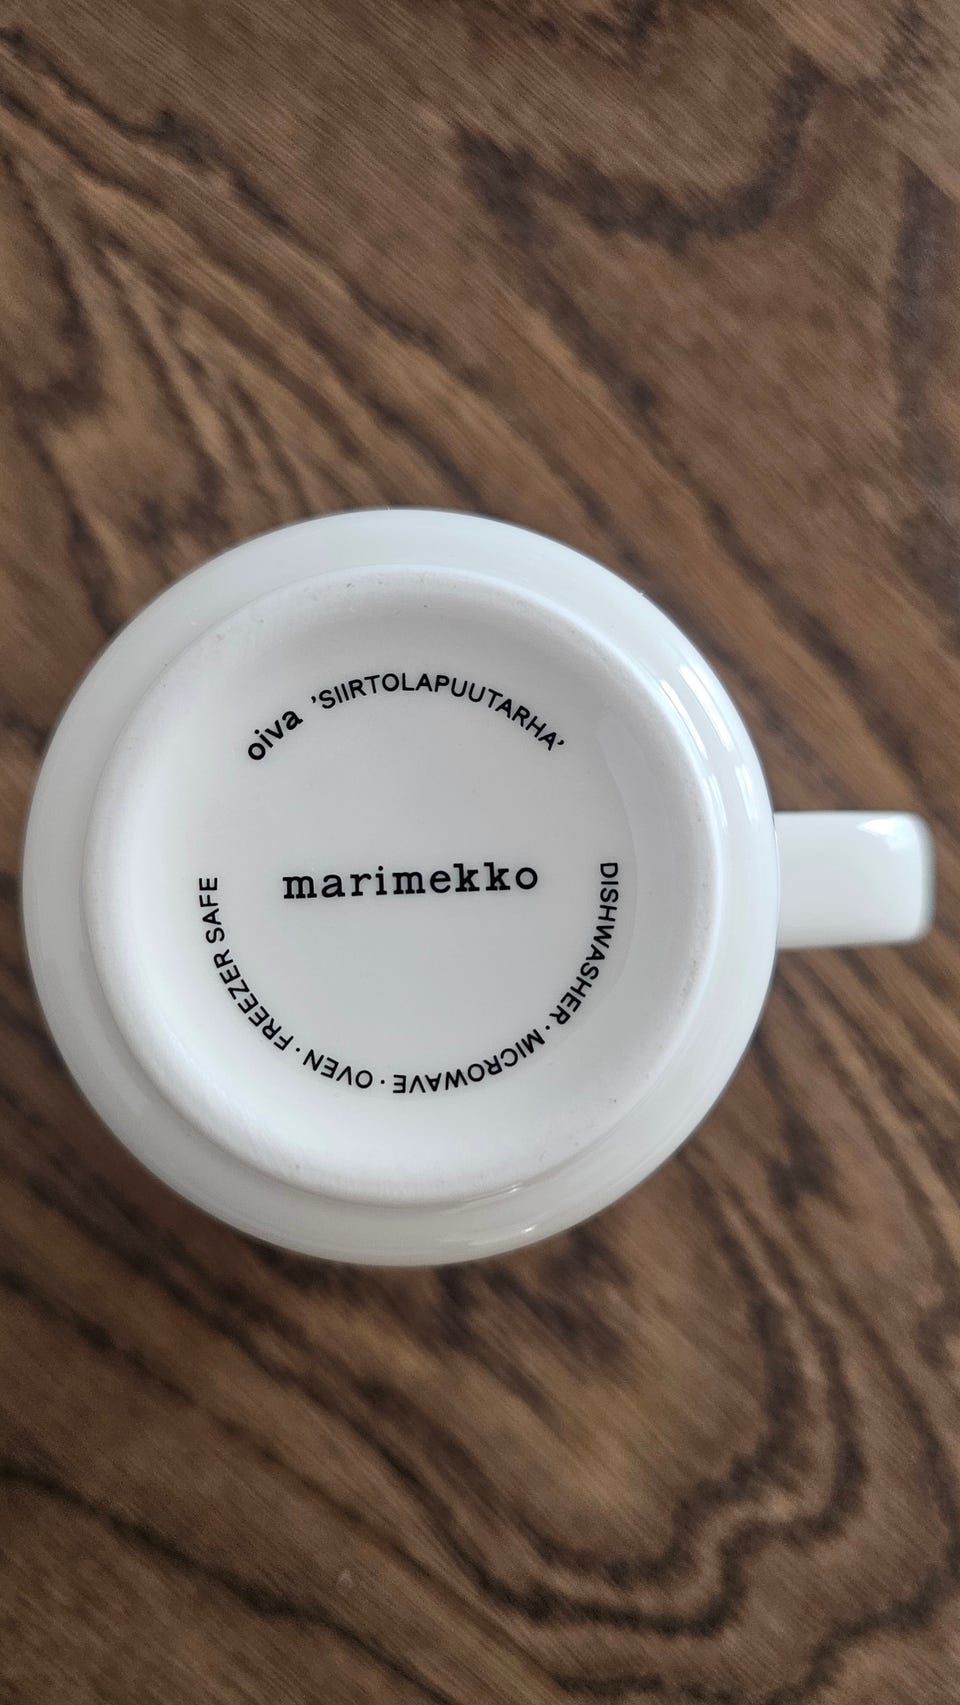 oiva ’SIIRTOLAPUUTARHA’
marimekko
DISHWASHER · MICROWAVE · OVEN · FREEZER SAFE